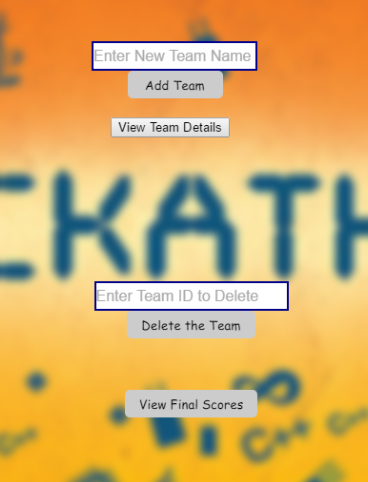 Enter New Team Name
Add Team
View Team Details
CKATH
Enter Team ID to Delete
Delete the Team
View Final Scores
C++
C++
C++